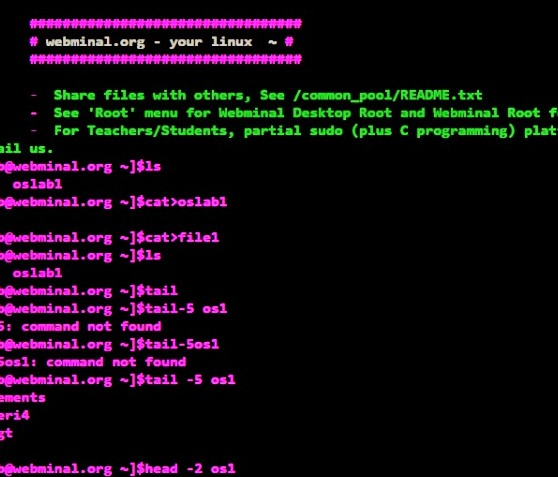 #################################
# webminal.org - your linux ~ #
#################################
- Share files with others, See /common_pool/README.txt
- See 'Root' menu for Webminal Desktop Root and Webminal Root f
- For Teachers/Students, partial sudo (plus C programming) plat
ail us.
@webminal.org ~]$ls
oslab1
@webminal.org ~]$cat>oslab1
@webminal.org ~]$cat>file1
@webminal.org ~]$ls
oslab1
@webminal.org ~]$tail
@webminal.org ~]$tail-5 os1
5: command not found
@webminal.org ~]$tail-5os1
5os1: command not found
@webminal.org ~]$tail -5 os1
ements
eri4
gt
@webminal.org ~]$head -2 os1